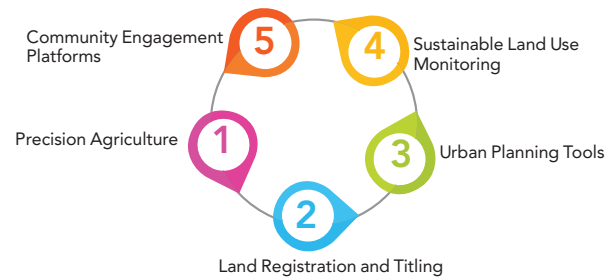 5
Community Engagement
Platforms
4
Sustainable Land Use
Monitoring
1
Precision Agriculture
3
Urban Planning Tools
2
Land Registration and Titling